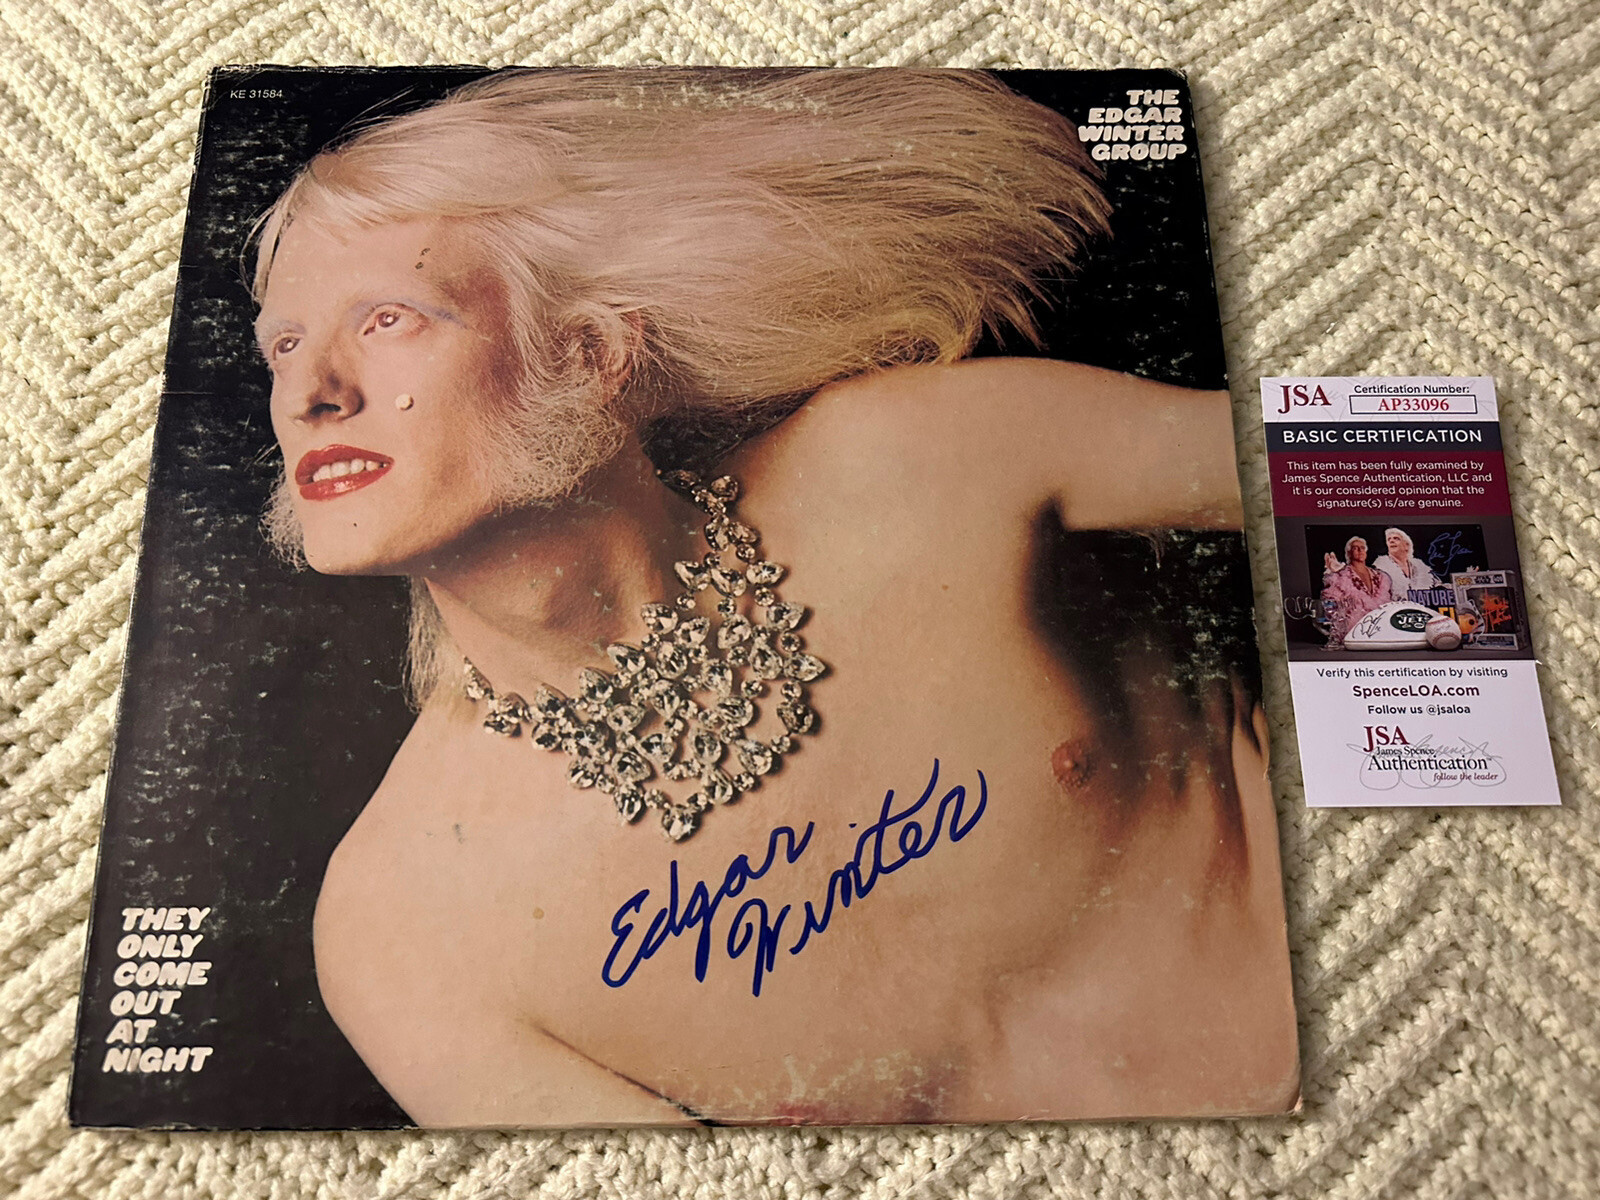 KE 31584
THE
EDGAR
WINTER
GROUP
Edgar
Winter
THEY
ONLY
COME
OUT
AT
NIGHT
JSA
Certification Number:
AP33096
BASIC CERTIFICATION
This item has been fully examined by
James Spence Authentication, LLC and
it is our considered opinion that the
signature(s) is/are genuine.
NATURE
JETS
Verify this certification by visiting
SpenceLOA.com
Follow us @jsaloa
JSA
James Spence
Authentication
follow the leader